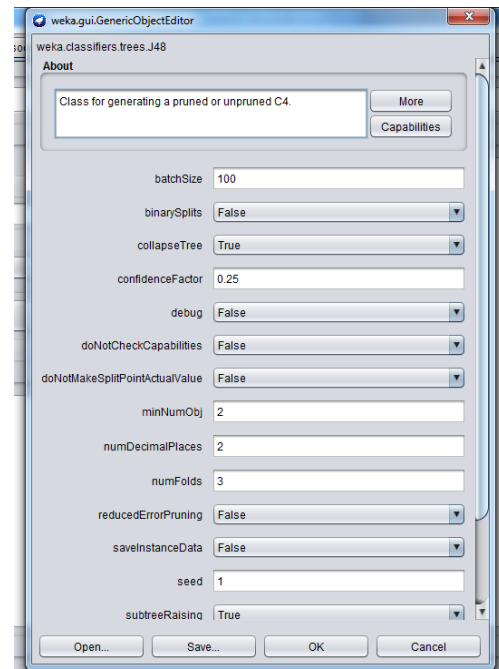 weka.gui.GenericObjectEditor
weka.classifiers.trees.J48
About
Class for generating a pruned or unpruned C4.
More
Capabilities
batchSize 100
binarySplits False
collapseTree True
confidenceFactor 0.25
debug False
doNotCheckCapabilities False
doNotMakeSplitPointActualValue False
minNumObj 2
numDecimalPlaces 2
numFolds 3
reducedErrorPruning False
saveInstanceData False
seed 1
subtreeRaising True
Open... Save... OK Cancel